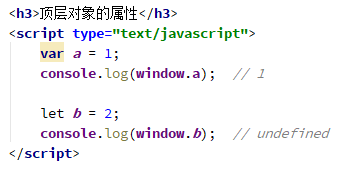 <h3>顶层对象的属性</h3>
<script type="text/javascript">
    var a = 1;
    console.log(window.a);  // 1

    let b = 2;
    console.log(window.b);  // undefined
</script>